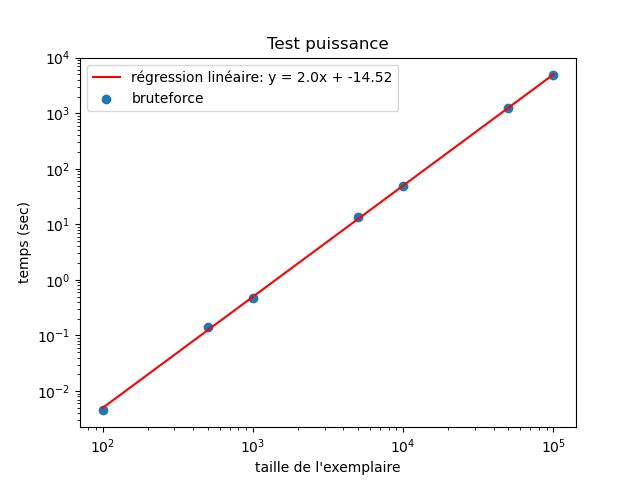 Test puissance
régression linéaire: y = 2.0x + -14.52
bruteforce
temps (sec)
10^4
10^3
10^2
10^1
10^0
10^-1
10^-2
10^2
10^3
10^4
10^5
taille de l'exemplaire